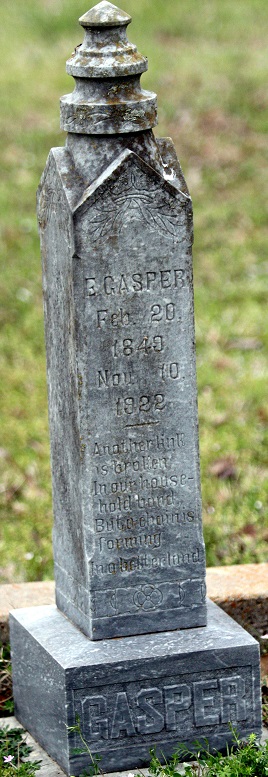 E. GASPER
Feb. 20
1849
Nov. 10
1922
Another link
is broken
In our house-
hold band
But a chain is
forming
In a better land
GASPER